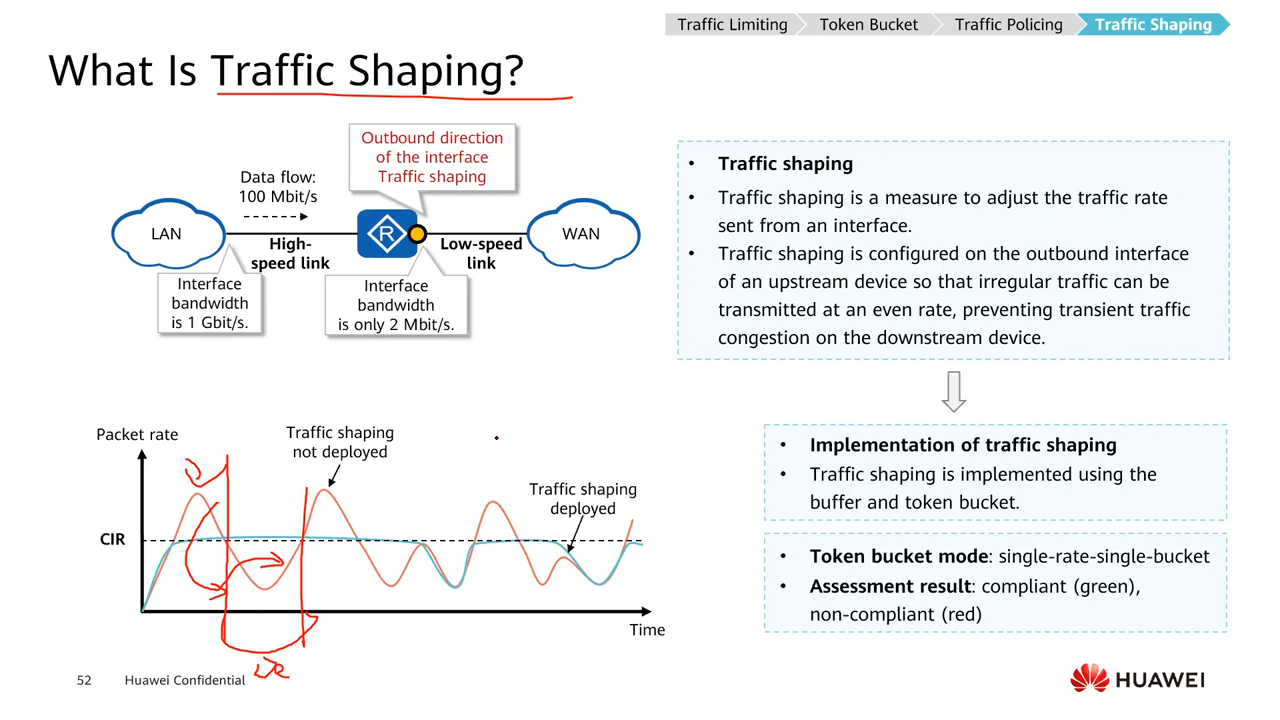 Traffic Limiting
Token Bucket
Traffic Policing
Traffic Shaping
What Is Traffic Shaping?
Outbound direction
of the interface
Traffic shaping
Data flow:
100 Mbit/s
LAN
R
WAN
High-
speed link
Low-speed
link
Interface
bandwidth
is 1 Gbit/s.
Interface
bandwidth
is only 2 Mbit/s.
• Traffic shaping
• Traffic shaping is a measure to adjust the traffic rate
sent from an interface.
• Traffic shaping is configured on the outbound interface
of an upstream device so that irregular traffic can be
transmitted at an even rate, preventing transient traffic
congestion on the downstream device.
Packet rate
Traffic shaping
not deployed
Traffic shaping
deployed
CIR
Time
• Implementation of traffic shaping
• Traffic shaping is implemented using the
buffer and token bucket.
• Token bucket mode: single-rate-single-bucket
• Assessment result: compliant (green),
non-compliant (red)
52
Huawei Confidential
HUAWEI